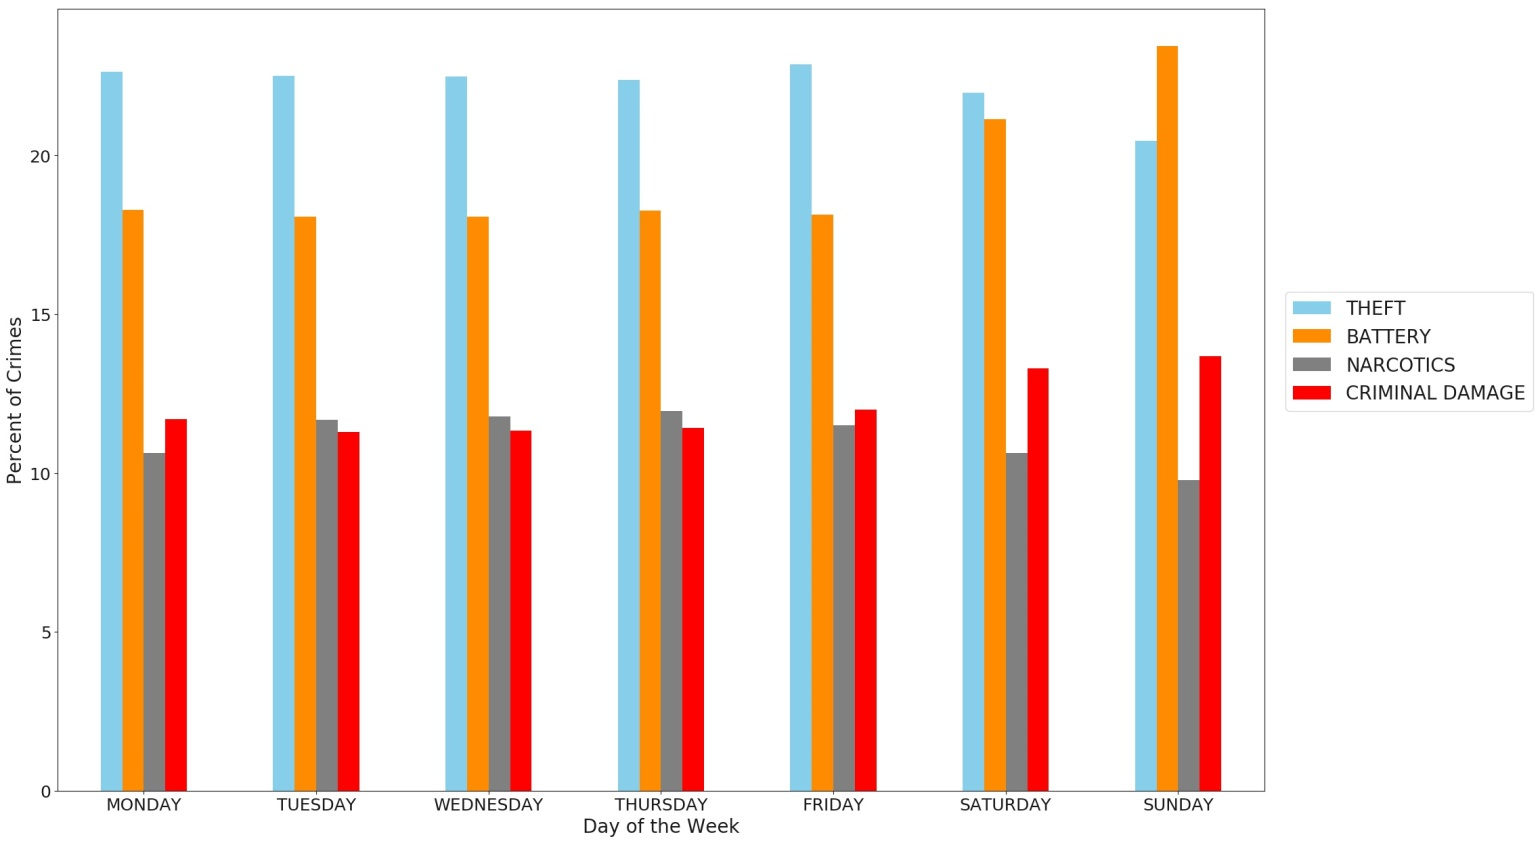 20
15
10
5
0
Percent of Crimes
MONDAY TUESDAY WEDNESDAY THURSDAY FRIDAY SATURDAY SUNDAY
Day of the Week
THEFT
BATTERY
NARCOTICS
CRIMINAL DAMAGE